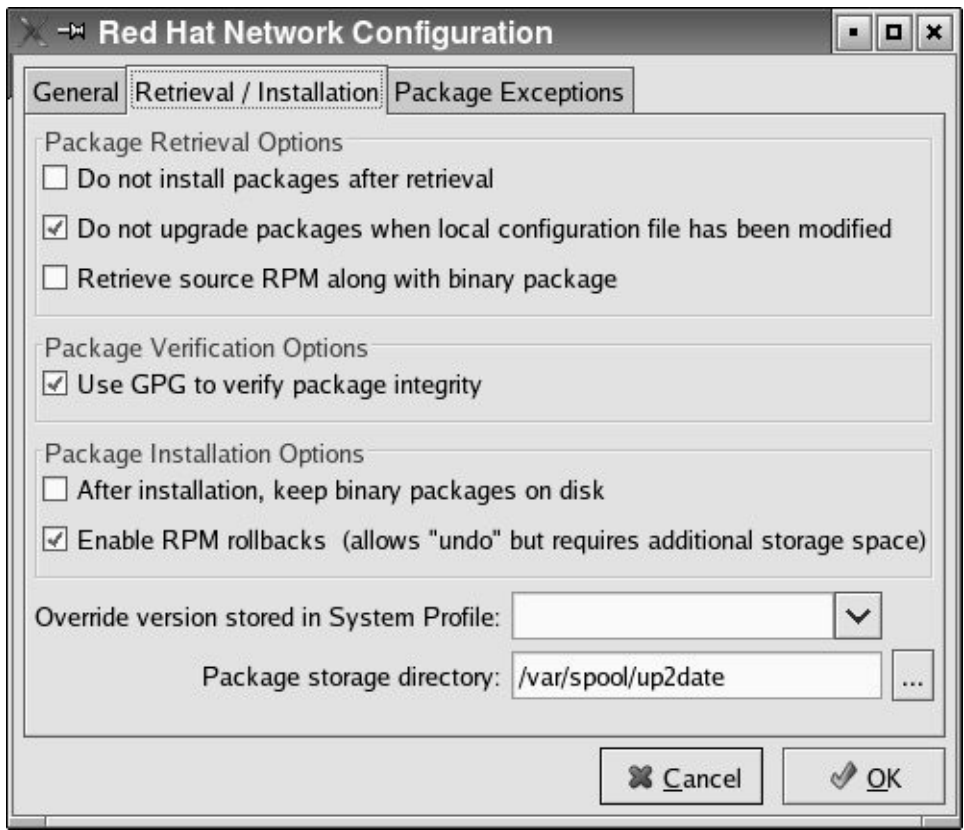 Red Hat Network Configuration
General Retrieval / Installation Package Exceptions
Package Retrieval Options
Do not install packages after retrieval
Do not upgrade packages when local configuration file has been modified
Retrieve source RPM along with binary package
Package Verification Options
Use GPG to verify package integrity
Package Installation Options
After installation, keep binary packages on disk
Enable RPM rollbacks (allows "undo" but requires additional storage space)
Override version stored in System Profile:
Package storage directory: /var/spool/up2date ...
Cancel OK